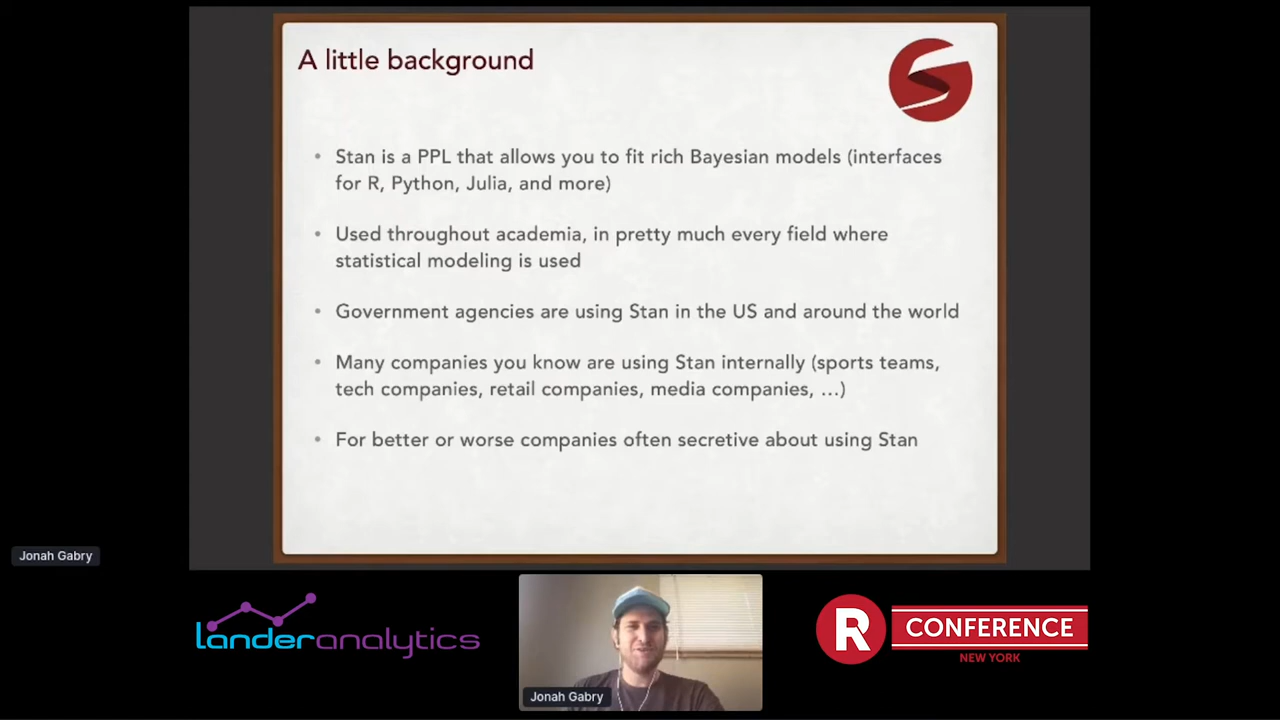 A little background
• Stan is a PPL that allows you to fit rich Bayesian models (interfaces
for R, Python, Julia, and more)
• Used throughout academia, in pretty much every field where
statistical modeling is used
• Government agencies are using Stan in the US and around the world
• Many companies you know are using Stan internally (sports teams,
tech companies, retail companies, media companies, …)
• For better or worse companies often secretive about using Stan
Jonah Gabry
landeranalytics
Jonah Gabry
R CONFERENCE
NEW YORK